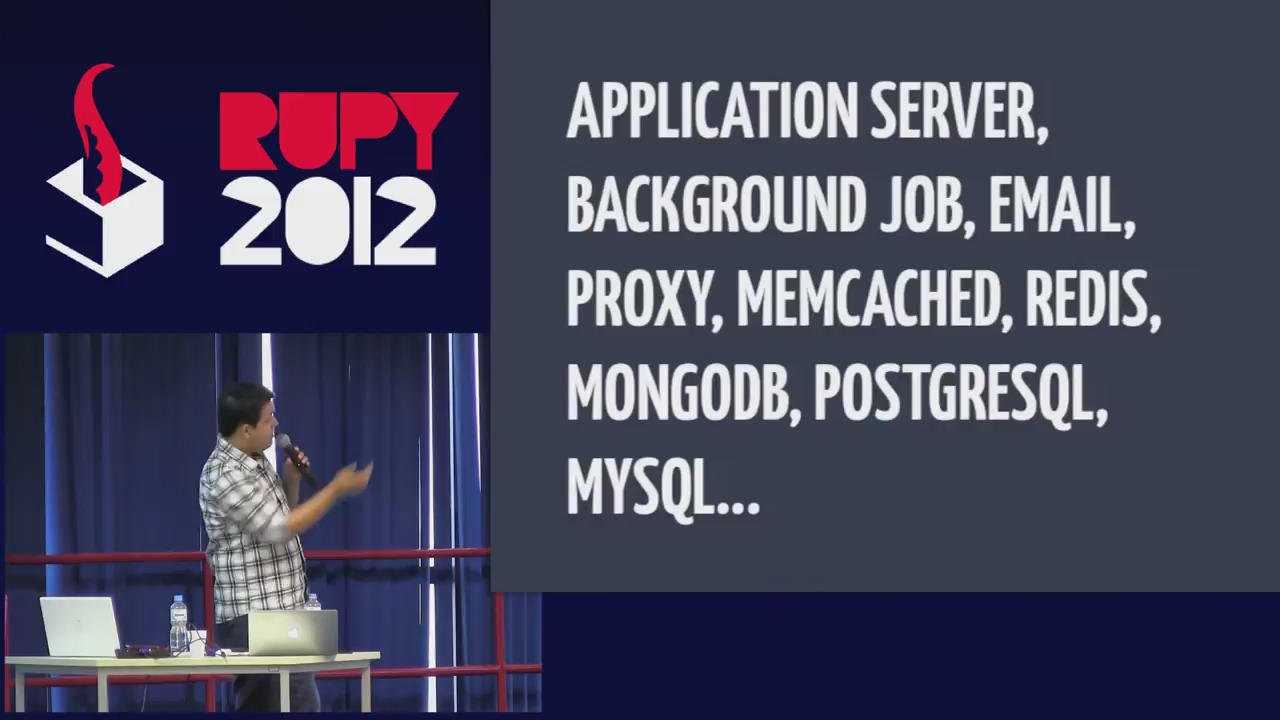 RUPY
2012
APPLICATION SERVER,
BACKGROUND JOB, EMAIL,
PROXY, MEMCACHED, REDIS,
MONGODB, POSTGRESQL,
MYSQL...